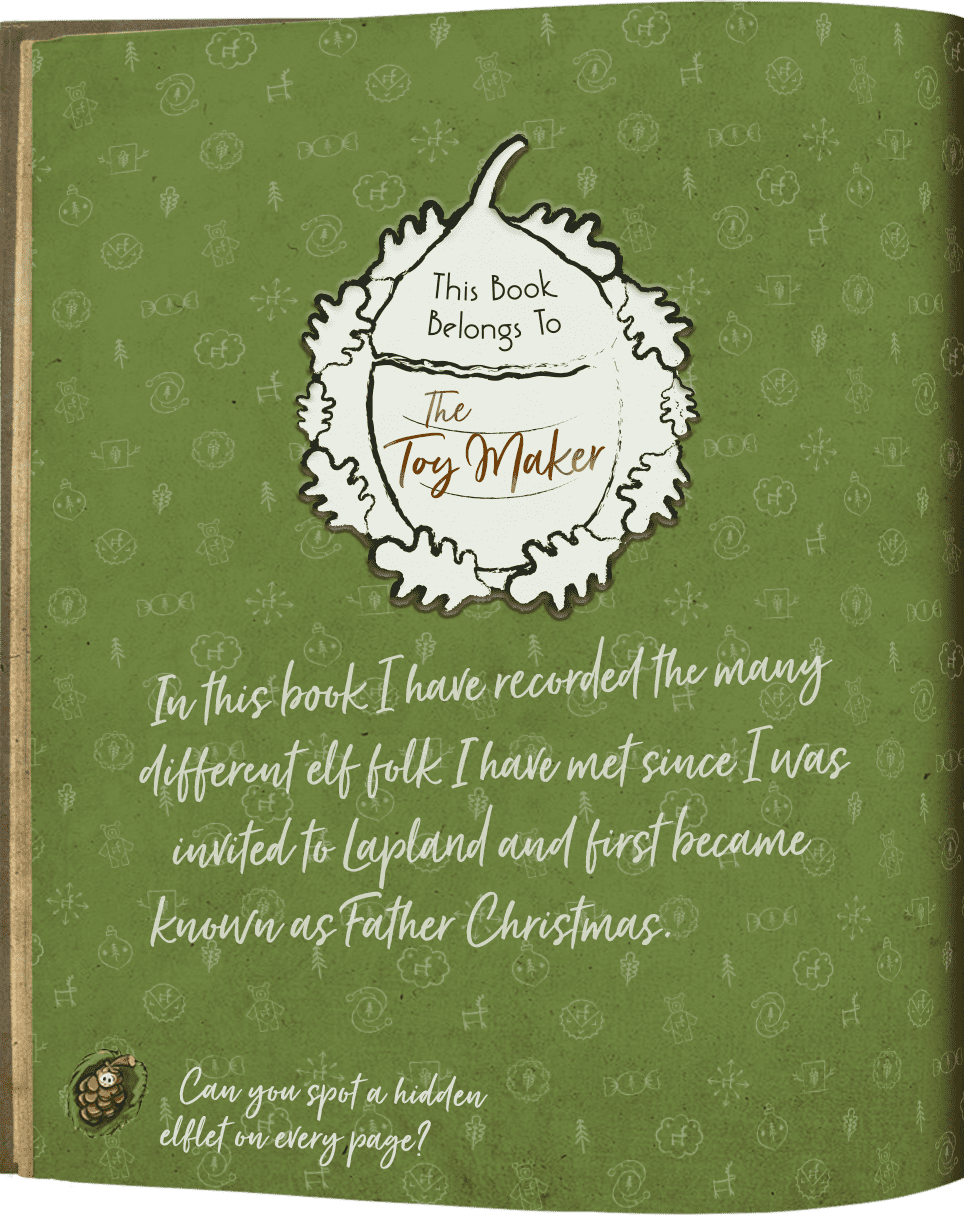 This Book
Belongs To
The
Toy Maker
In this book I have recorded the many
different elf folk I have met since I was
invited to Lapland and first became
known as Father Christmas.
Can you spot a hidden
elflet on every page?